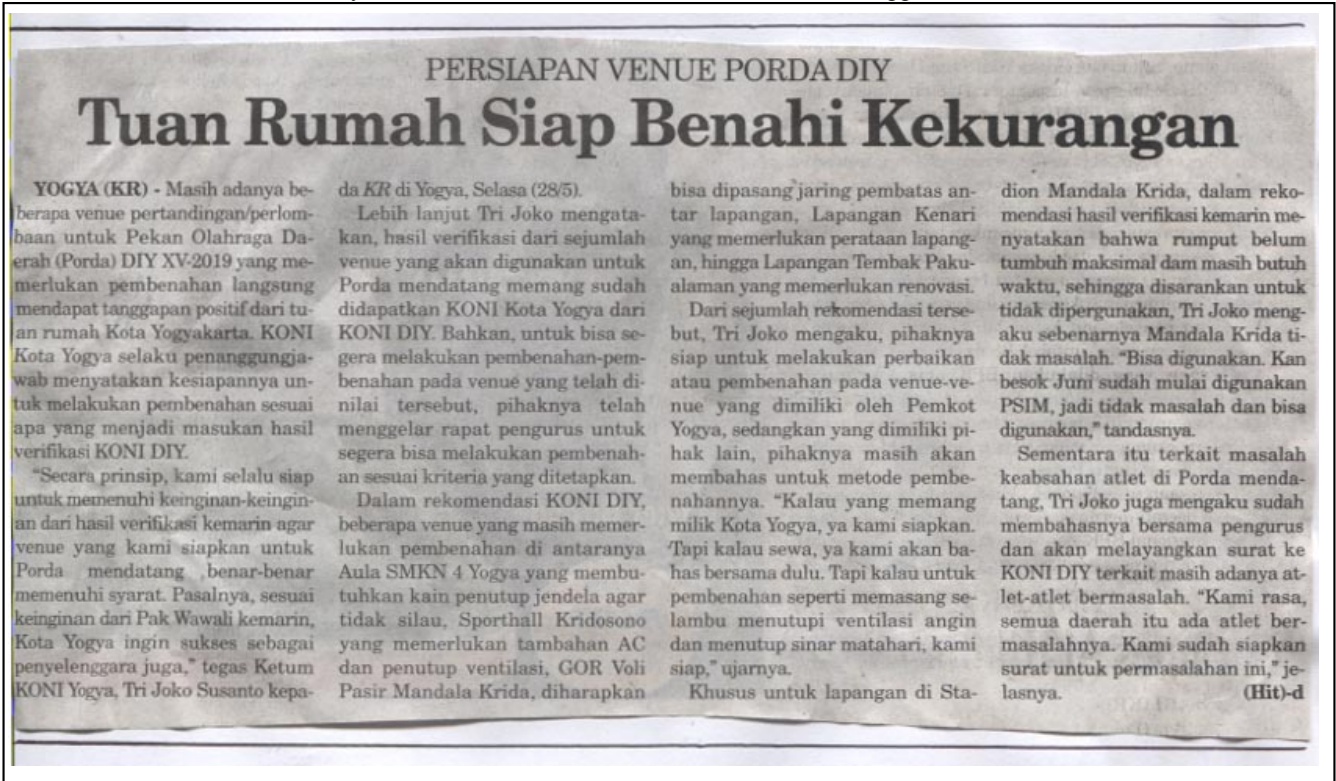 PERSIAPAN VENUE PORDA DIY
Tuan Rumah Siap Benahi Kekurangan
YOGYA (KR) - Masih adanya be-
berapa venue pertandingan/perlom-
baan untuk Pekan Olahraga Da-
erah (Porda) DIY XV-2019 yang me-
merlukan pembenahan langsung
mendapat tanggapan positif dari tu-
an rumah Kota Yogyakarta. KONI
Kota Yogya selaku penanggungja-
wab menyatakan kesiapannya un-
tuk melakukan pembenahan sesuai
apa yang menjadi masukan hasil
verifikasi KONI DIY.
"Secara prinsip, kami selalu siap
untuk memenuhi keinginan-keingin-
an dari hasil verifikasi kemarin agar
venue yang kami siapkan untuk
Porda mendatang benar-benar
memenuhi syarat. Pasalnya, sesuai
keinginan dari Pak Wawali kemarin,
Kota Yogya ingin sukses sebagai
penyelenggara juga," tegas Ketum
KONI Yogya, Tri Joko Susanto kepa-
da KR di Yogya, Selasa (28/5).
Lebih lanjut Tri Joko mengata-
kan, hasil verifikasi dari sejumlah
venue yang akan digunakan untuk
Porda mendatang memang sudah
didapatkan KONI Kota Yogya dari
KONI DIY. Bahkan, untuk bisa se-
gera melakukan pembenahan-pem-
benahan pada venue yang telah di-
nilai tersebut, pihaknya telah
menggelar rapat pengurus untuk
segera bisa melakukan pembenah-
an sesuai kriteria yang ditetapkan.
Dalam rekomendasi KONI DIY,
beberapa venue yang masih memer-
lukan pembenahan di antaranya
Aula SMKN 4 Yogya yang membu-
tuhkan kain penutup jendela agar
tidak silau, Sporthall Kridosono
yang memerlukan tambahan AC
dan penutup ventilasi, GOR Voli
Pasir Mandala Krida, diharapkan
bisa dipasang jaring pembatas an-
tar lapangan, Lapangan Kenari
yang memerlukan perataan lapang-
an, hingga Lapangan Tembak Paku-
alaman yang memerlukan renovasi.
Dari sejumlah rekomendasi terse-
but, Tri Joko mengaku, pihaknya
siap untuk melakukan perbaikan
atau pembenahan pada venue-ve-
nue yang dimiliki oleh Pemkot
Yogya, sedangkan yang dimiliki pi-
hak lain, pihaknya masih akan
membahas untuk metode pembe-
nahannya. "Kalau yang memang
milik Kota Yogya, ya kami siapkan.
Tapi kalau sewa, ya kami akan ba-
has bersama dulu. Tapi kalau untuk
pembenahan seperti memasang se-
lambu menutupi ventilasi angin
dan menutup sinar matahari, kami
siap," ujarnya.
Khusus untuk lapangan di Sta-
dion Mandala Krida, dalam reko-
mendasi hasil verifikasi kemarin me-
nyatakan bahwa rumput belum
tumbuh maksimal dam masih butuh
waktu, sehingga disarankan untuk
tidak dipergunakan, Tri Joko meng-
aku sebenarnya Mandala Krida ti-
dak masalah. "Bisa digunakan. Kan
besok Juni sudah mulai digunakan
PSIM, jadi tidak masalah dan bisa
digunakan," tandasnya.
Sementara itu terkait masalah
keabsahan atlet di Porda menda-
tang, Tri Joko juga mengaku sudah
membahasnya bersama pengurus
dan akan melayangkan surat ke
KONI DIY terkait masih adanya at-
let-atlet bermasalah. "Kami rasa,
semua daerah itu ada atlet ber-
masalahnya. Kami sudah siapkan
surat untuk permasalahan ini," je-
lasnya. (Hit)-d